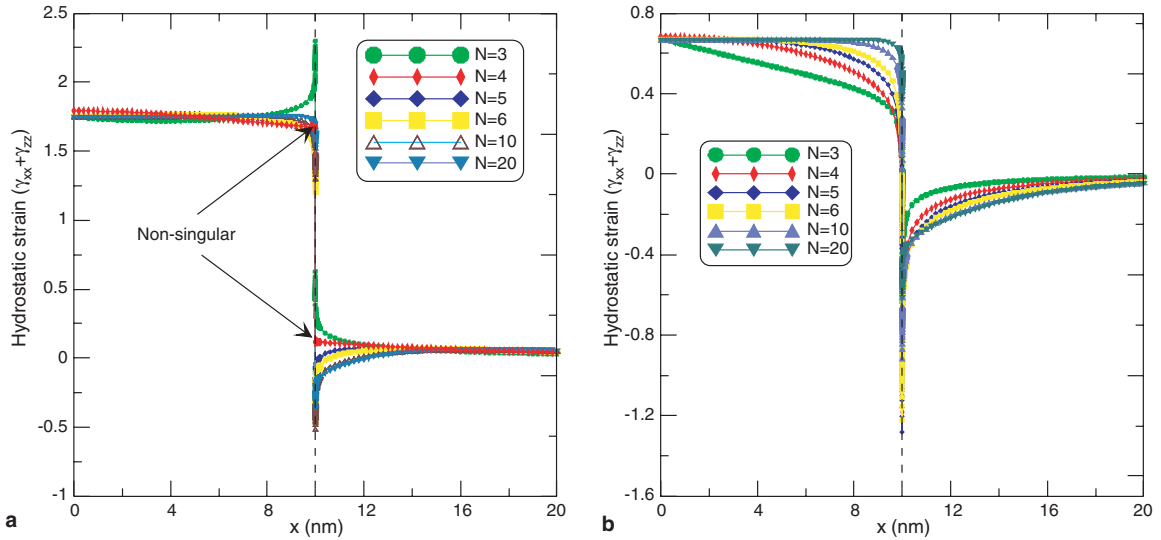 2.5
2
1.5
1
0.5
0
-0.5
-1
0
4
8
12
16
20
Hydrostatic strain (γxx+γzz)
x (nm)
N=3
N=4
N=5
N=6
N=10
N=20
Non-singular
a
0.8
0.4
0
-0.4
-0.8
-1.2
-1.6
0
4
8
12
16
20
Hydrostatic strain (γxx+γzz)
x (nm)
N=3
N=4
N=5
N=6
N=10
N=20
b